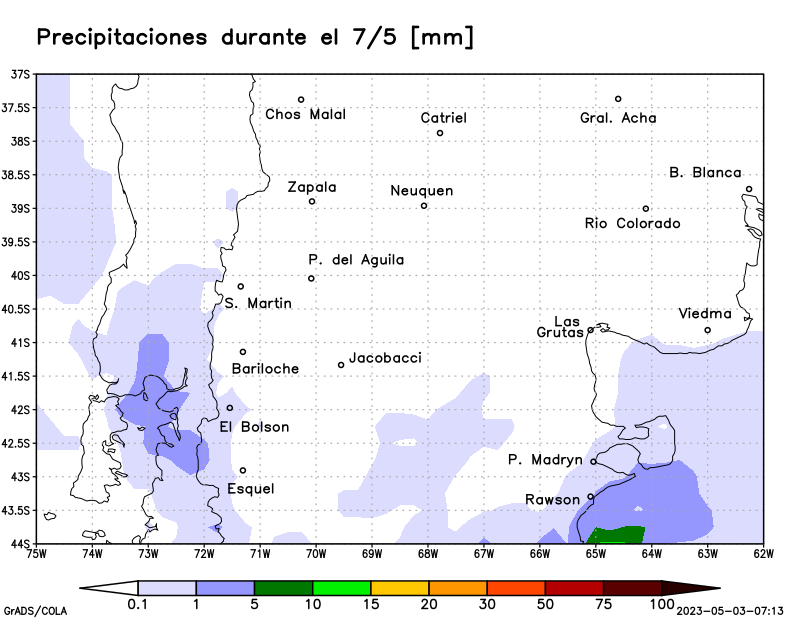 Precipitaciones durante el 7/5 [mm]
37S
37.5S
Chos Malal
Catriel
Gral. Acha
38S
38.5S
B. Blanca
Zapala
Neuquen
39S
Rio Colorado
39.5S
P. del Aguila
40S
S. Martin
40.5S
Las
Grutas
Viedma
41S
Bariloche
Jacobacci
41.5S
42S
El Bolson
42.5S
P. Madryn
43S
Esquel
Rawson
43.5S
44S
75W 74W 73W 72W 71W 70W 69W 68W 67W 66W 65W 64W 63W 62W
0.1 1 5 10 15 20 30 50 75 100
GrADS/COLA
2023-05-03-07:13